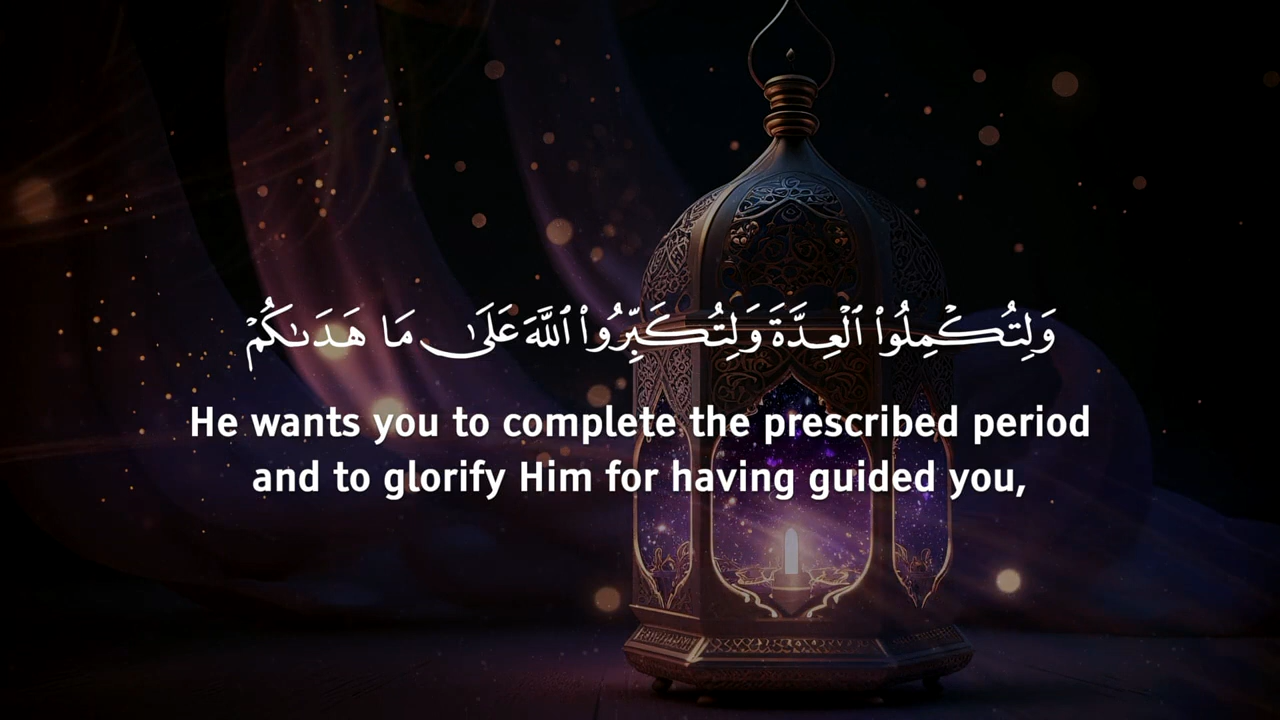 وَلِتُكۡمِلُواْ ٱلۡعِدَّةَ وَلِتُكَبِّرُواْ ٱللَّهَ عَلَىٰ مَا هَدَىٰكُمۡ
He wants you to complete the prescribed period
and to glorify Him for having guided you,